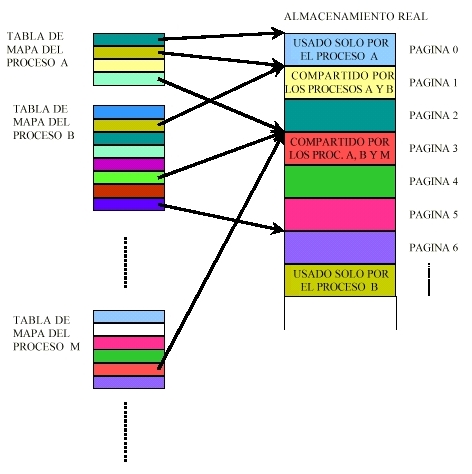 ALMACENAMIENTO REAL
TABLA DE
MAPA DEL
PROCESO A
USADO SOLO POR
EL PROCESO A
PAGINA 0
COMPARTIDO POR
LOS PROCESOS A Y B
PAGINA 1
TABLA DE
MAPA DEL
PROCESO B
PAGINA 2
COMPARTIDO POR
LOS PROC. A, B Y M
PAGINA 3
PAGINA 4
PAGINA 5
PAGINA 6
USADO SOLO POR
EL PROCESO B
TABLA DE
MAPA DEL
PROCESO M